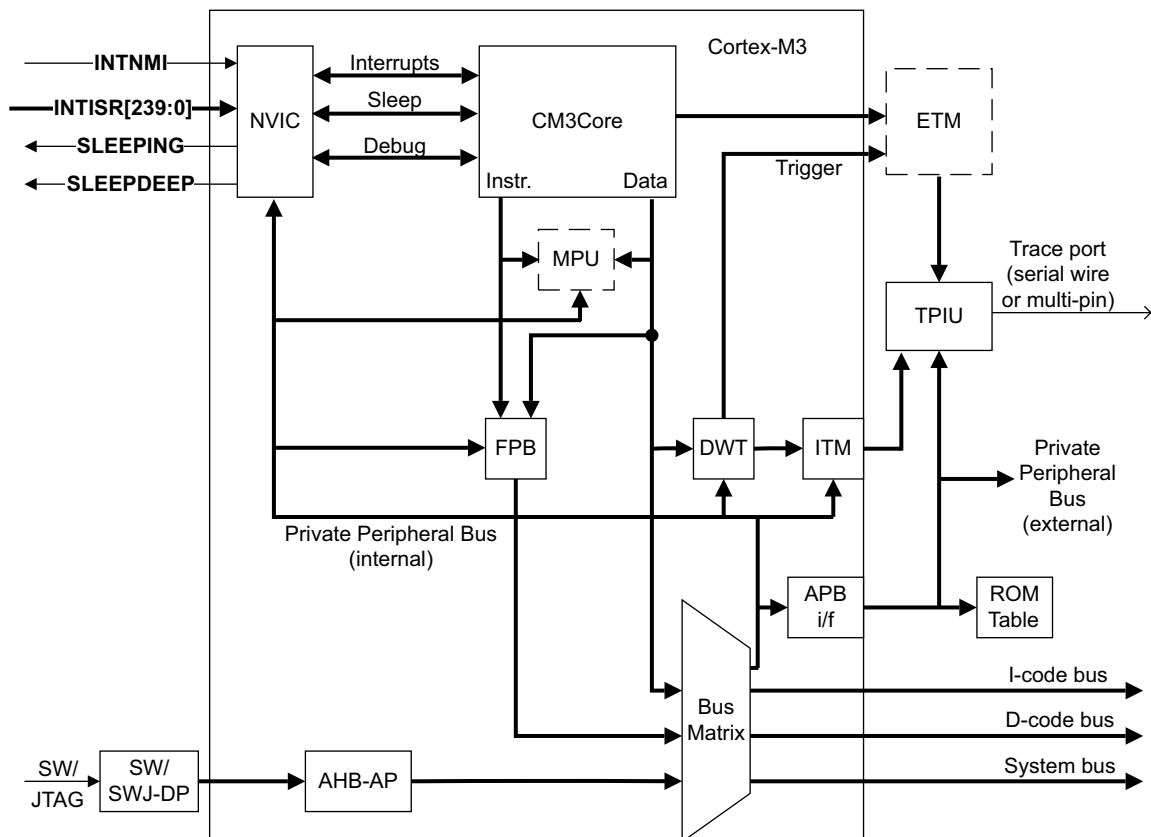 Cortex-M3
INTNMI
INTISR[239:0]
SLEEPING
SLEEPDEEP
NVIC
Interrupts
Sleep
Debug
CM3Core
Instr.
Data
ETM
Trigger
MPU
Trace port
(serial wire
or multi-pin)
TPIU
FPB
DWT
ITM
Private
Peripheral
Bus
(external)
Private Peripheral Bus
(internal)
APB
i/f
ROM
Table
I-code bus
Bus
Matrix
D-code bus
System bus
SW/
JTAG
SW/
SWJ-DP
AHB-AP